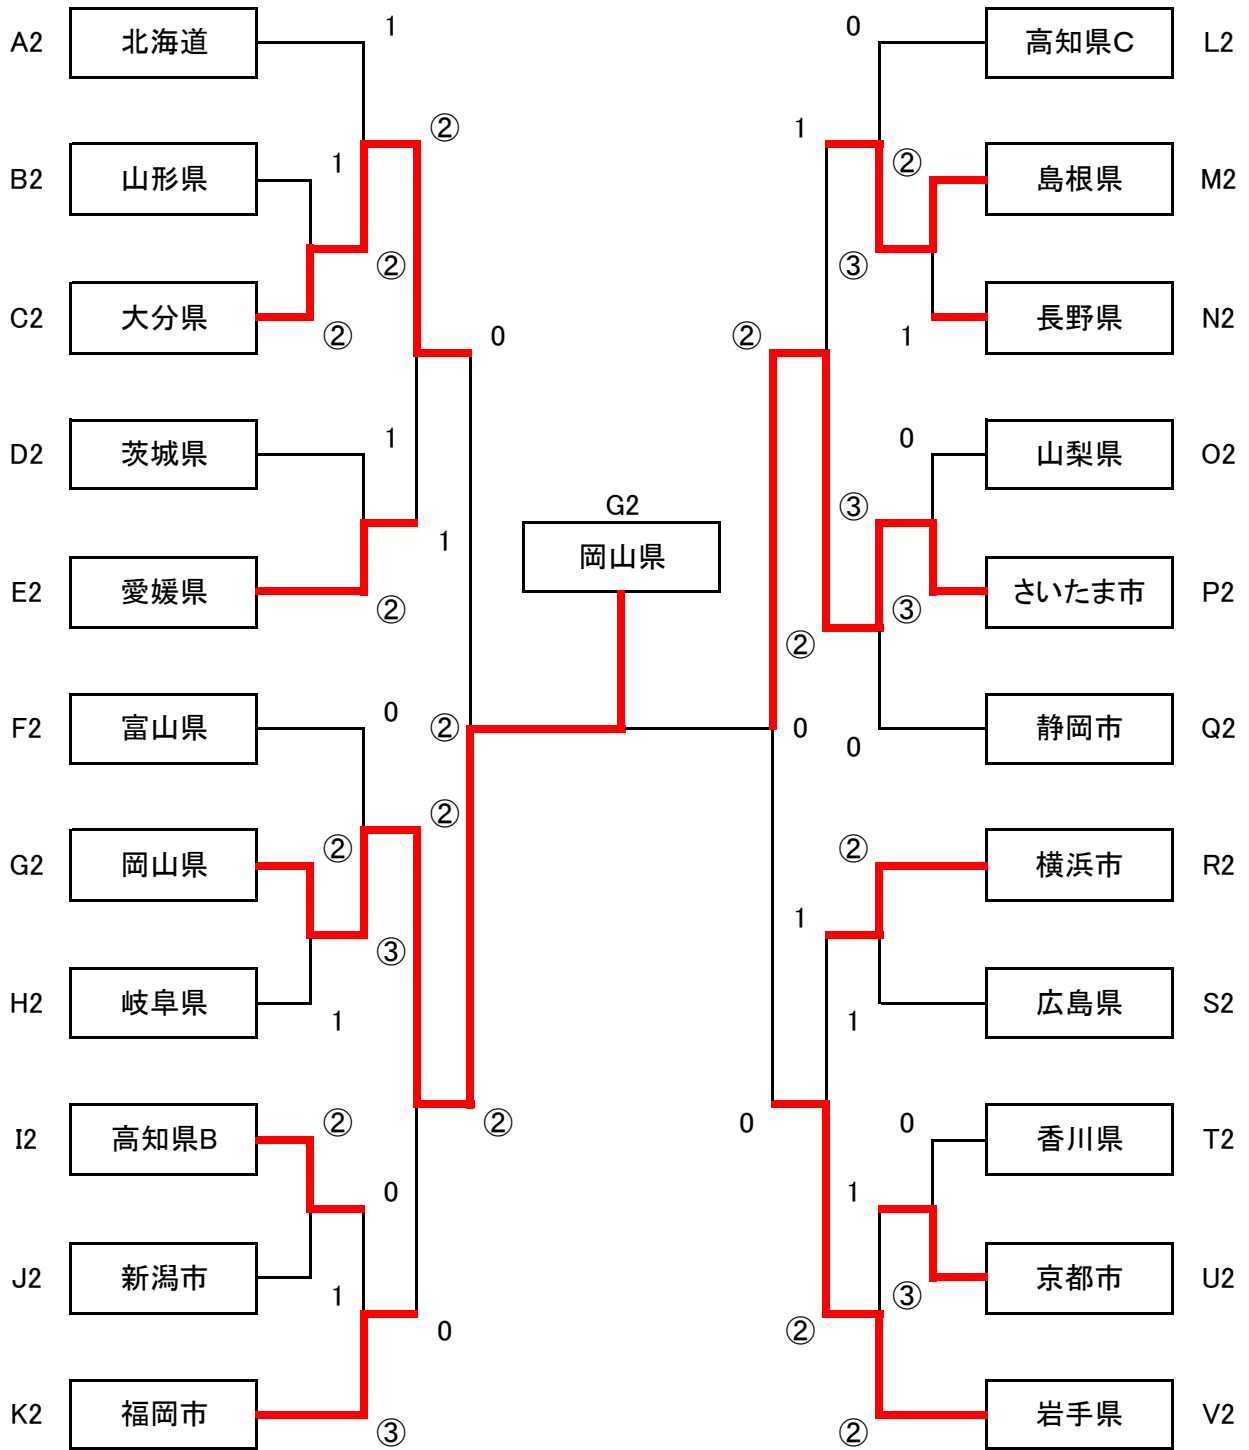 A2 北海道 1 0 高知県C L2
② 1
B2 山形県 1 ② 島根県 M2
② ③
C2 大分県 ② 0 ② 1 長野県 N2
D2 茨城県 1 0 山梨県 O2
G2 ③
1 岡山県
E2 愛媛県 ② ③ さいたま市 P2
②
F2 富山県 0 ② 0 0 静岡市 Q2
②
G2 岡山県 ② ② 横浜市 R2
③ 1
H2 岐阜県 1 1 広島県 S2
I2 高知県B ② ② 0 0 香川県 T2
0 1
J2 新潟市 1 ③ 京都市 U2
0 ②
K2 福岡市 ③ ② 岩手県 V2